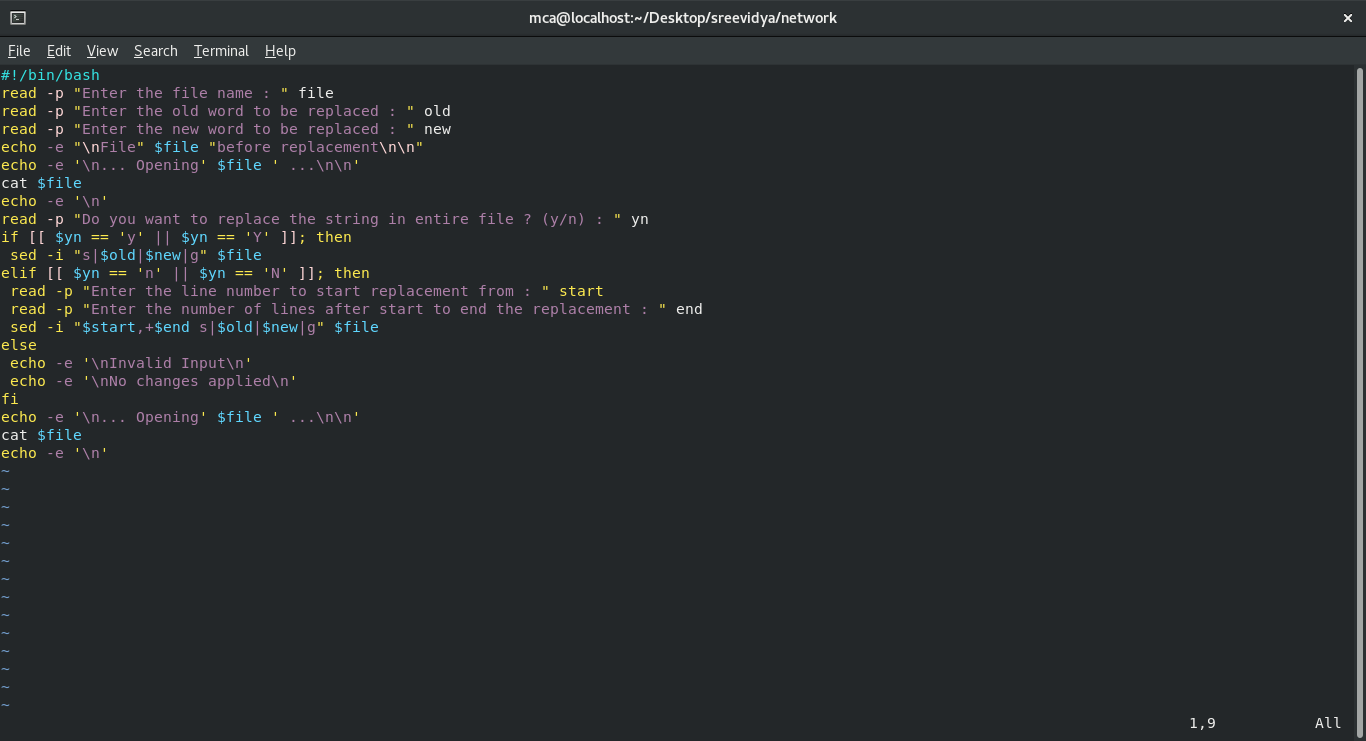 mca@localhost:~/Desktop/sreevidya/network
File Edit View Search Terminal Help
#!/bin/bash
read -p "Enter the file name : " file
read -p "Enter the old word to be replaced : " old
read -p "Enter the new word to be replaced : " new
echo -e "\nFile" $file "before replacement\n\n"
echo -e '\n... Opening' $file ' ...\n\n'
cat $file
echo -e '\n'
read -p "Do you want to replace the string in entire file ? (y/n) : " yn
if [[ $yn == 'y' || $yn == 'Y' ]]; then
 sed -i "s|$old|$new|g" $file
elif [[ $yn == 'n' || $yn == 'N' ]]; then
 read -p "Enter the line number to start replacement from : " start
 read -p "Enter the number of lines after start to end the replacement : " end
 sed -i "$start,+$end s|$old|$new|g" $file
else
 echo -e '\nInvalid Input\n'
 echo -e '\nNo changes applied\n'
fi
echo -e '\n... Opening' $file ' ...\n\n'
cat $file
echo -e '\n'
~
~
~
~
~
~
~
~
~
~
~
~
~
~
1,9 All